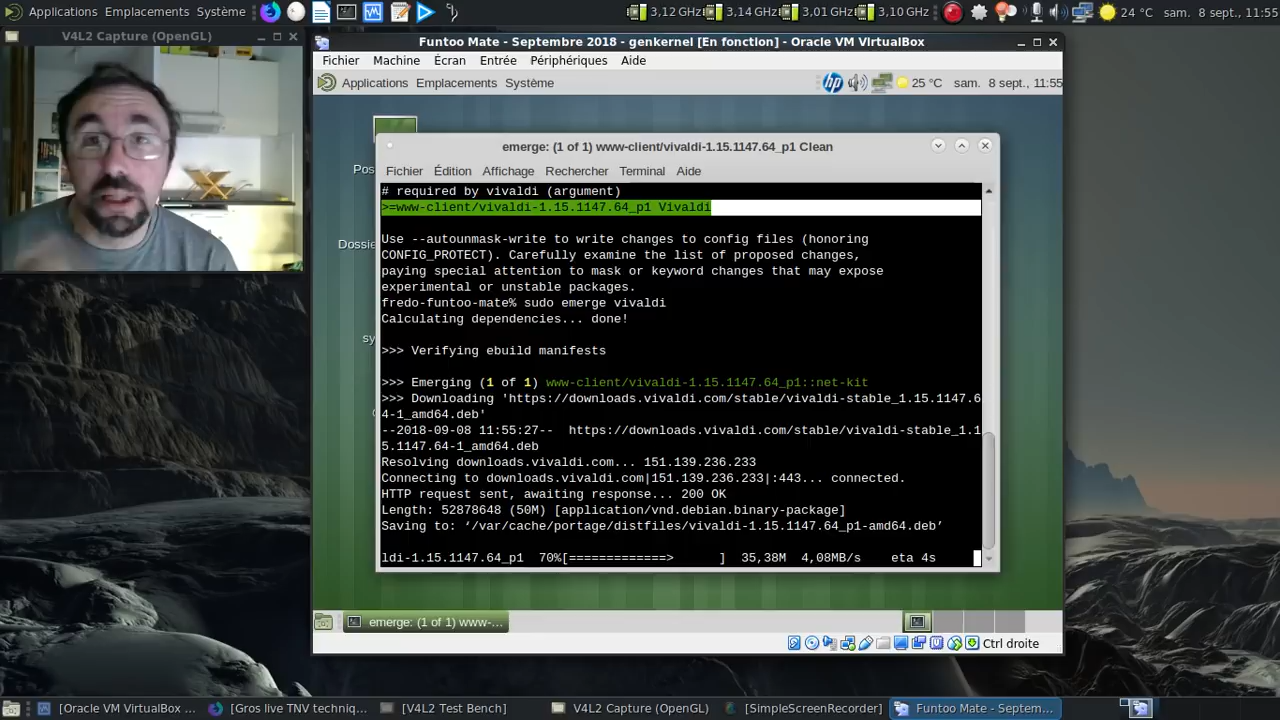 Applications Emplacements Système
3,12 GHz 3,14 GHz 3,01 GHz 3,10 GHz
24 °C sam. 8 sept., 11:55
V4L2 Capture (OpenGL)
Funtoo Mate - Septembre 2018 - genkernel [En fonction] - Oracle VM VirtualBox
Fichier Machine Écran Entrée Périphériques Aide
Applications Emplacements Système
25 °C sam. 8 sept., 11:55
emerge: (1 of 1) www-client/vivaldi-1.15.1147.64_p1 Clean
Fichier Édition Affichage Rechercher Terminal Aide
Pos
Dossie
sy
# required by vivaldi (argument)
>=www-client/vivaldi-1.15.1147.64_p1 Vivaldi
Use --autounmask-write to write changes to config files (honoring
CONFIG_PROTECT). Carefully examine the list of proposed changes,
paying special attention to mask or keyword changes that may expose
experimental or unstable packages.
fredo-funtoo-mate% sudo emerge vivaldi
Calculating dependencies... done!
>>> Verifying ebuild manifests
>>> Emerging (1 of 1) www-client/vivaldi-1.15.1147.64_p1::net-kit
>>> Downloading 'https://downloads.vivaldi.com/stable/vivaldi-stable_1.15.1147.6
4-1_amd64.deb'
--2018-09-08 11:55:27-- https://downloads.vivaldi.com/stable/vivaldi-stable_1.1
5.1147.64-1_amd64.deb
Resolving downloads.vivaldi.com... 151.139.236.233
Connecting to downloads.vivaldi.com|151.139.236.233|:443... connected.
HTTP request sent, awaiting response... 200 OK
Length: 52878648 (50M) [application/vnd.debian.binary-package]
Saving to: ‘/var/cache/portage/distfiles/vivaldi-1.15.1147.64_p1-amd64.deb’
ldi-1.15.1147.64_p1 70%[=============> ] 35,38M 4,08MB/s eta 4s
emerge: (1 of 1) www-...
Ctrl droite
[Oracle VM VirtualBox ... [Gros live TNV techniq... [V4L2 Test Bench] V4L2 Capture (OpenGL) [SimpleScreenRecorder] Funtoo Mate - Septem...